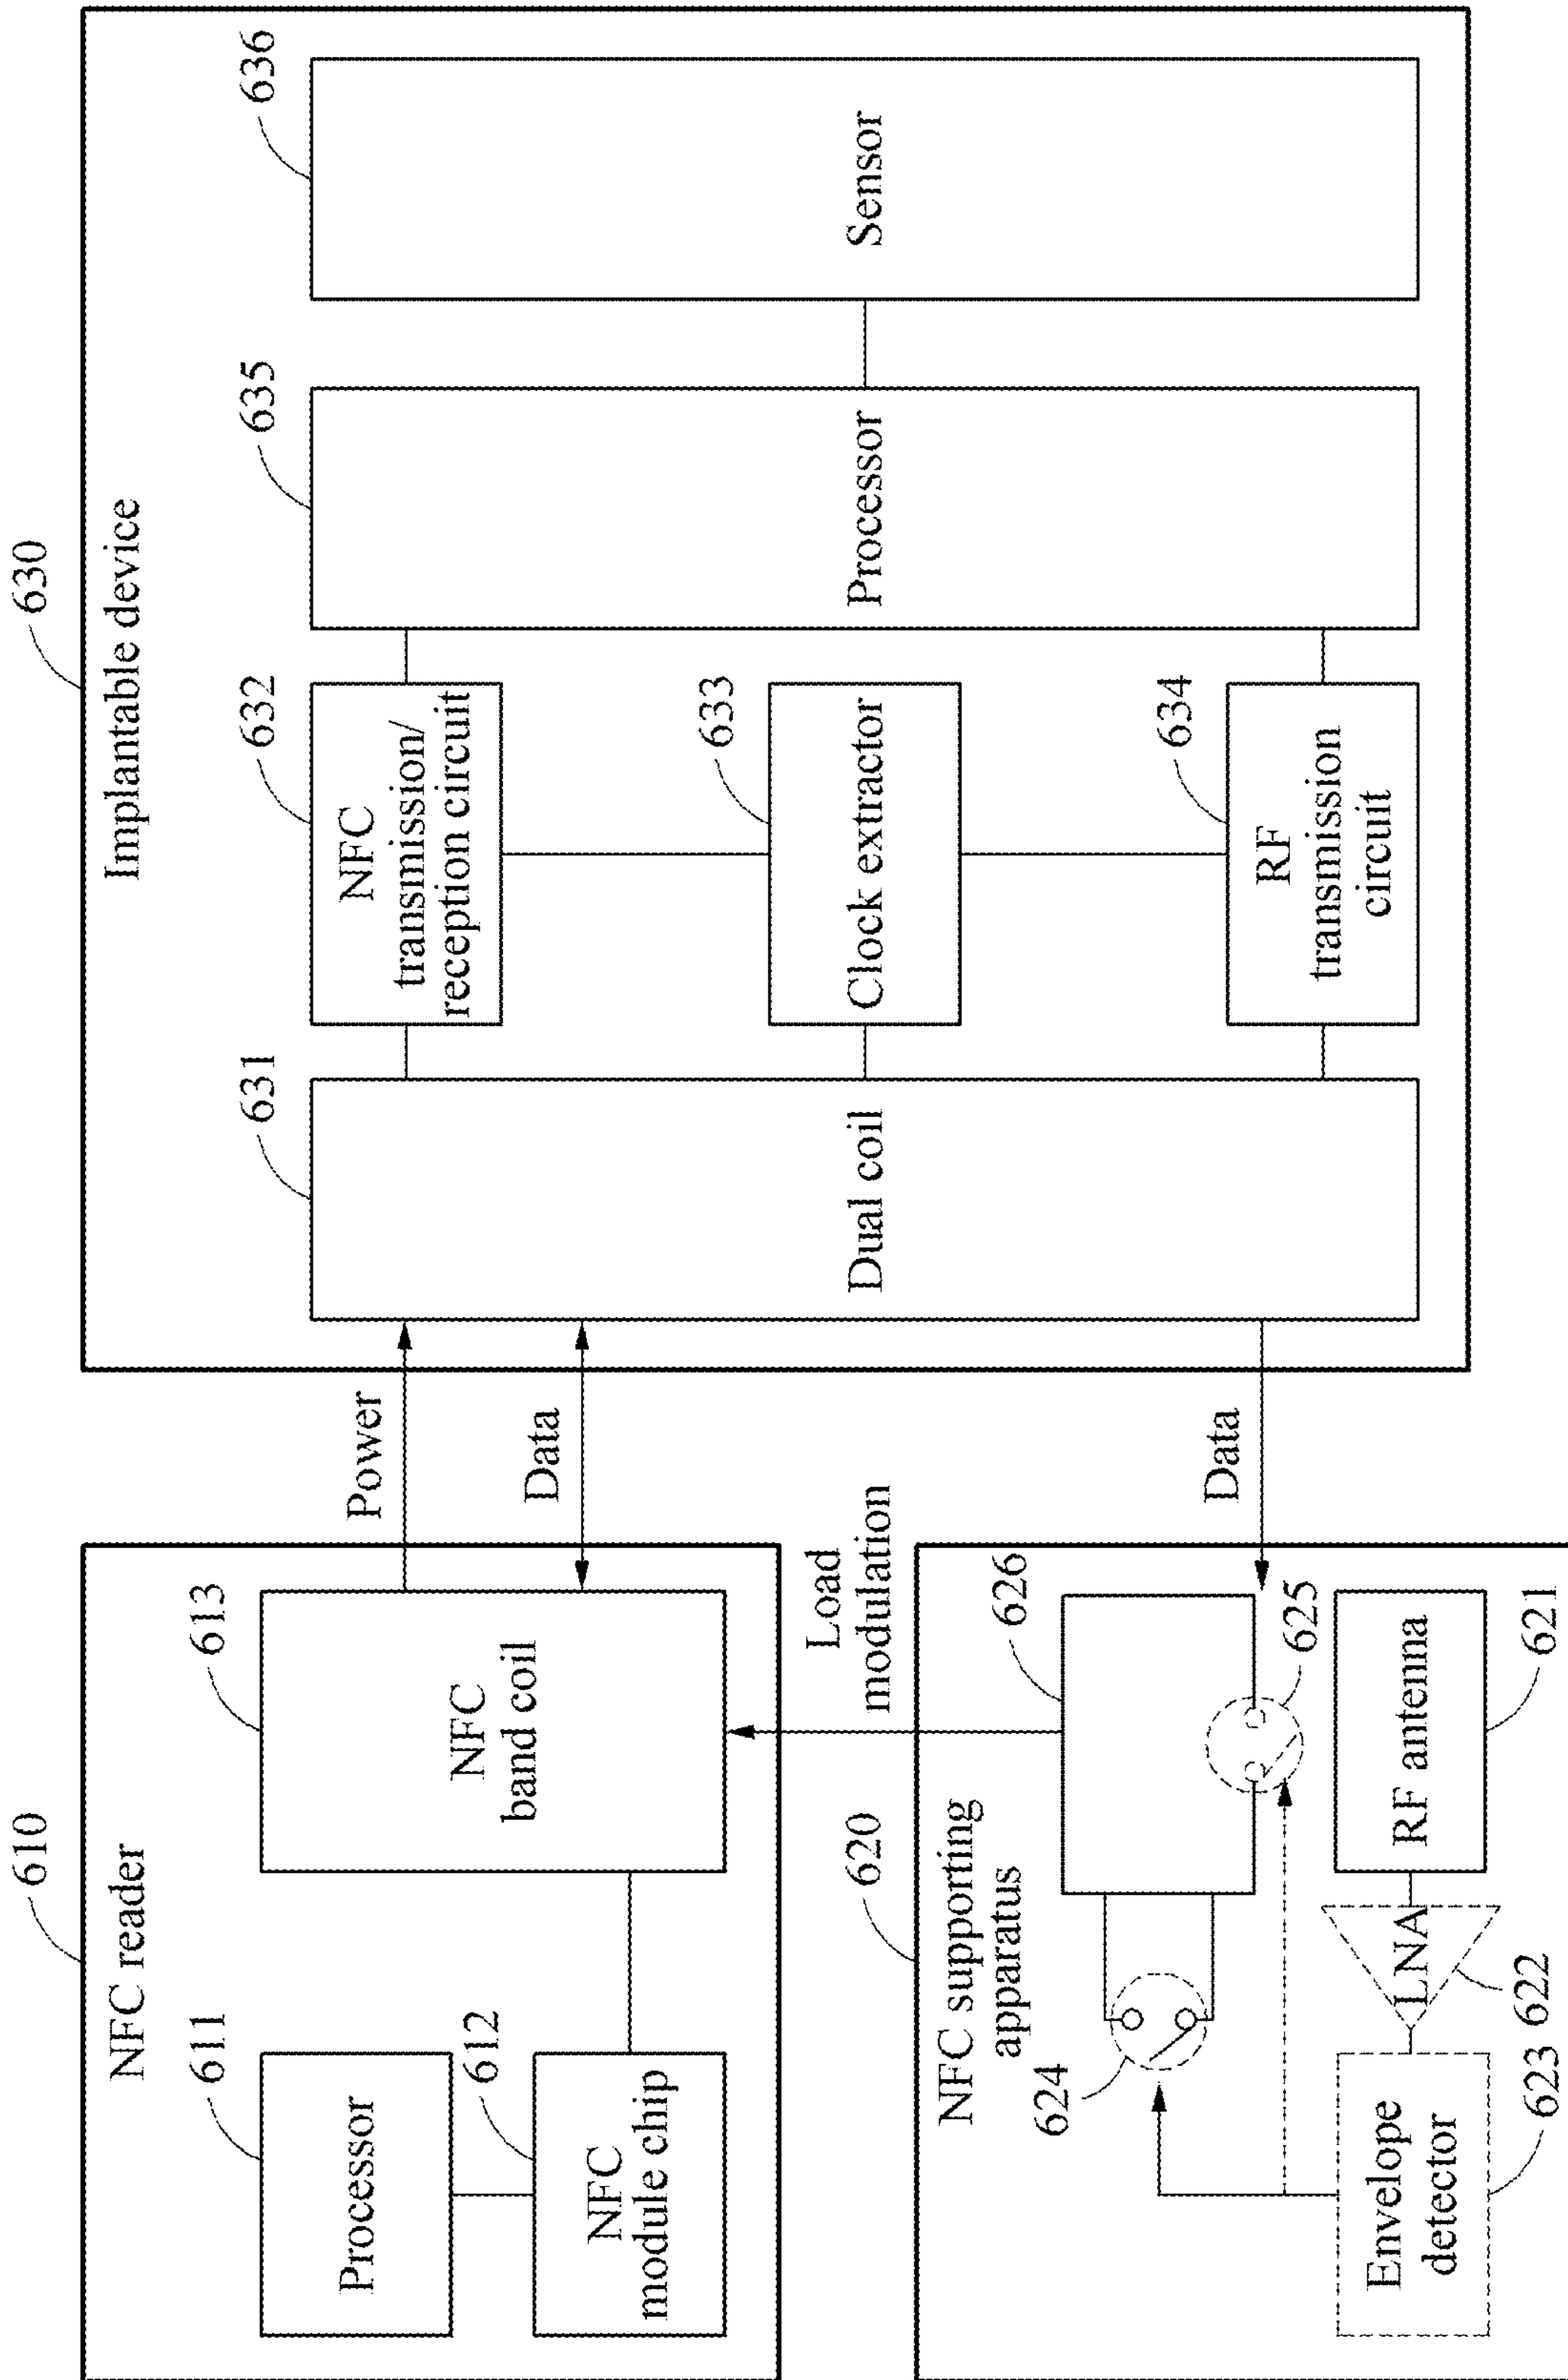 610
NFC reader
611
Processor
612
NFC
module chip
613
NFC
band coil
Power
Data
Load
modulation
620
NFC supporting
apparatus
624
626
625
Envelope
detector
623
LNA
622
RF antenna
621
Data
630
Implantable device
631
Dual coil
632
NFC
transmission/
reception circuit
633
Clock extractor
634
RF
transmission
circuit
635
Processor
636
Sensor